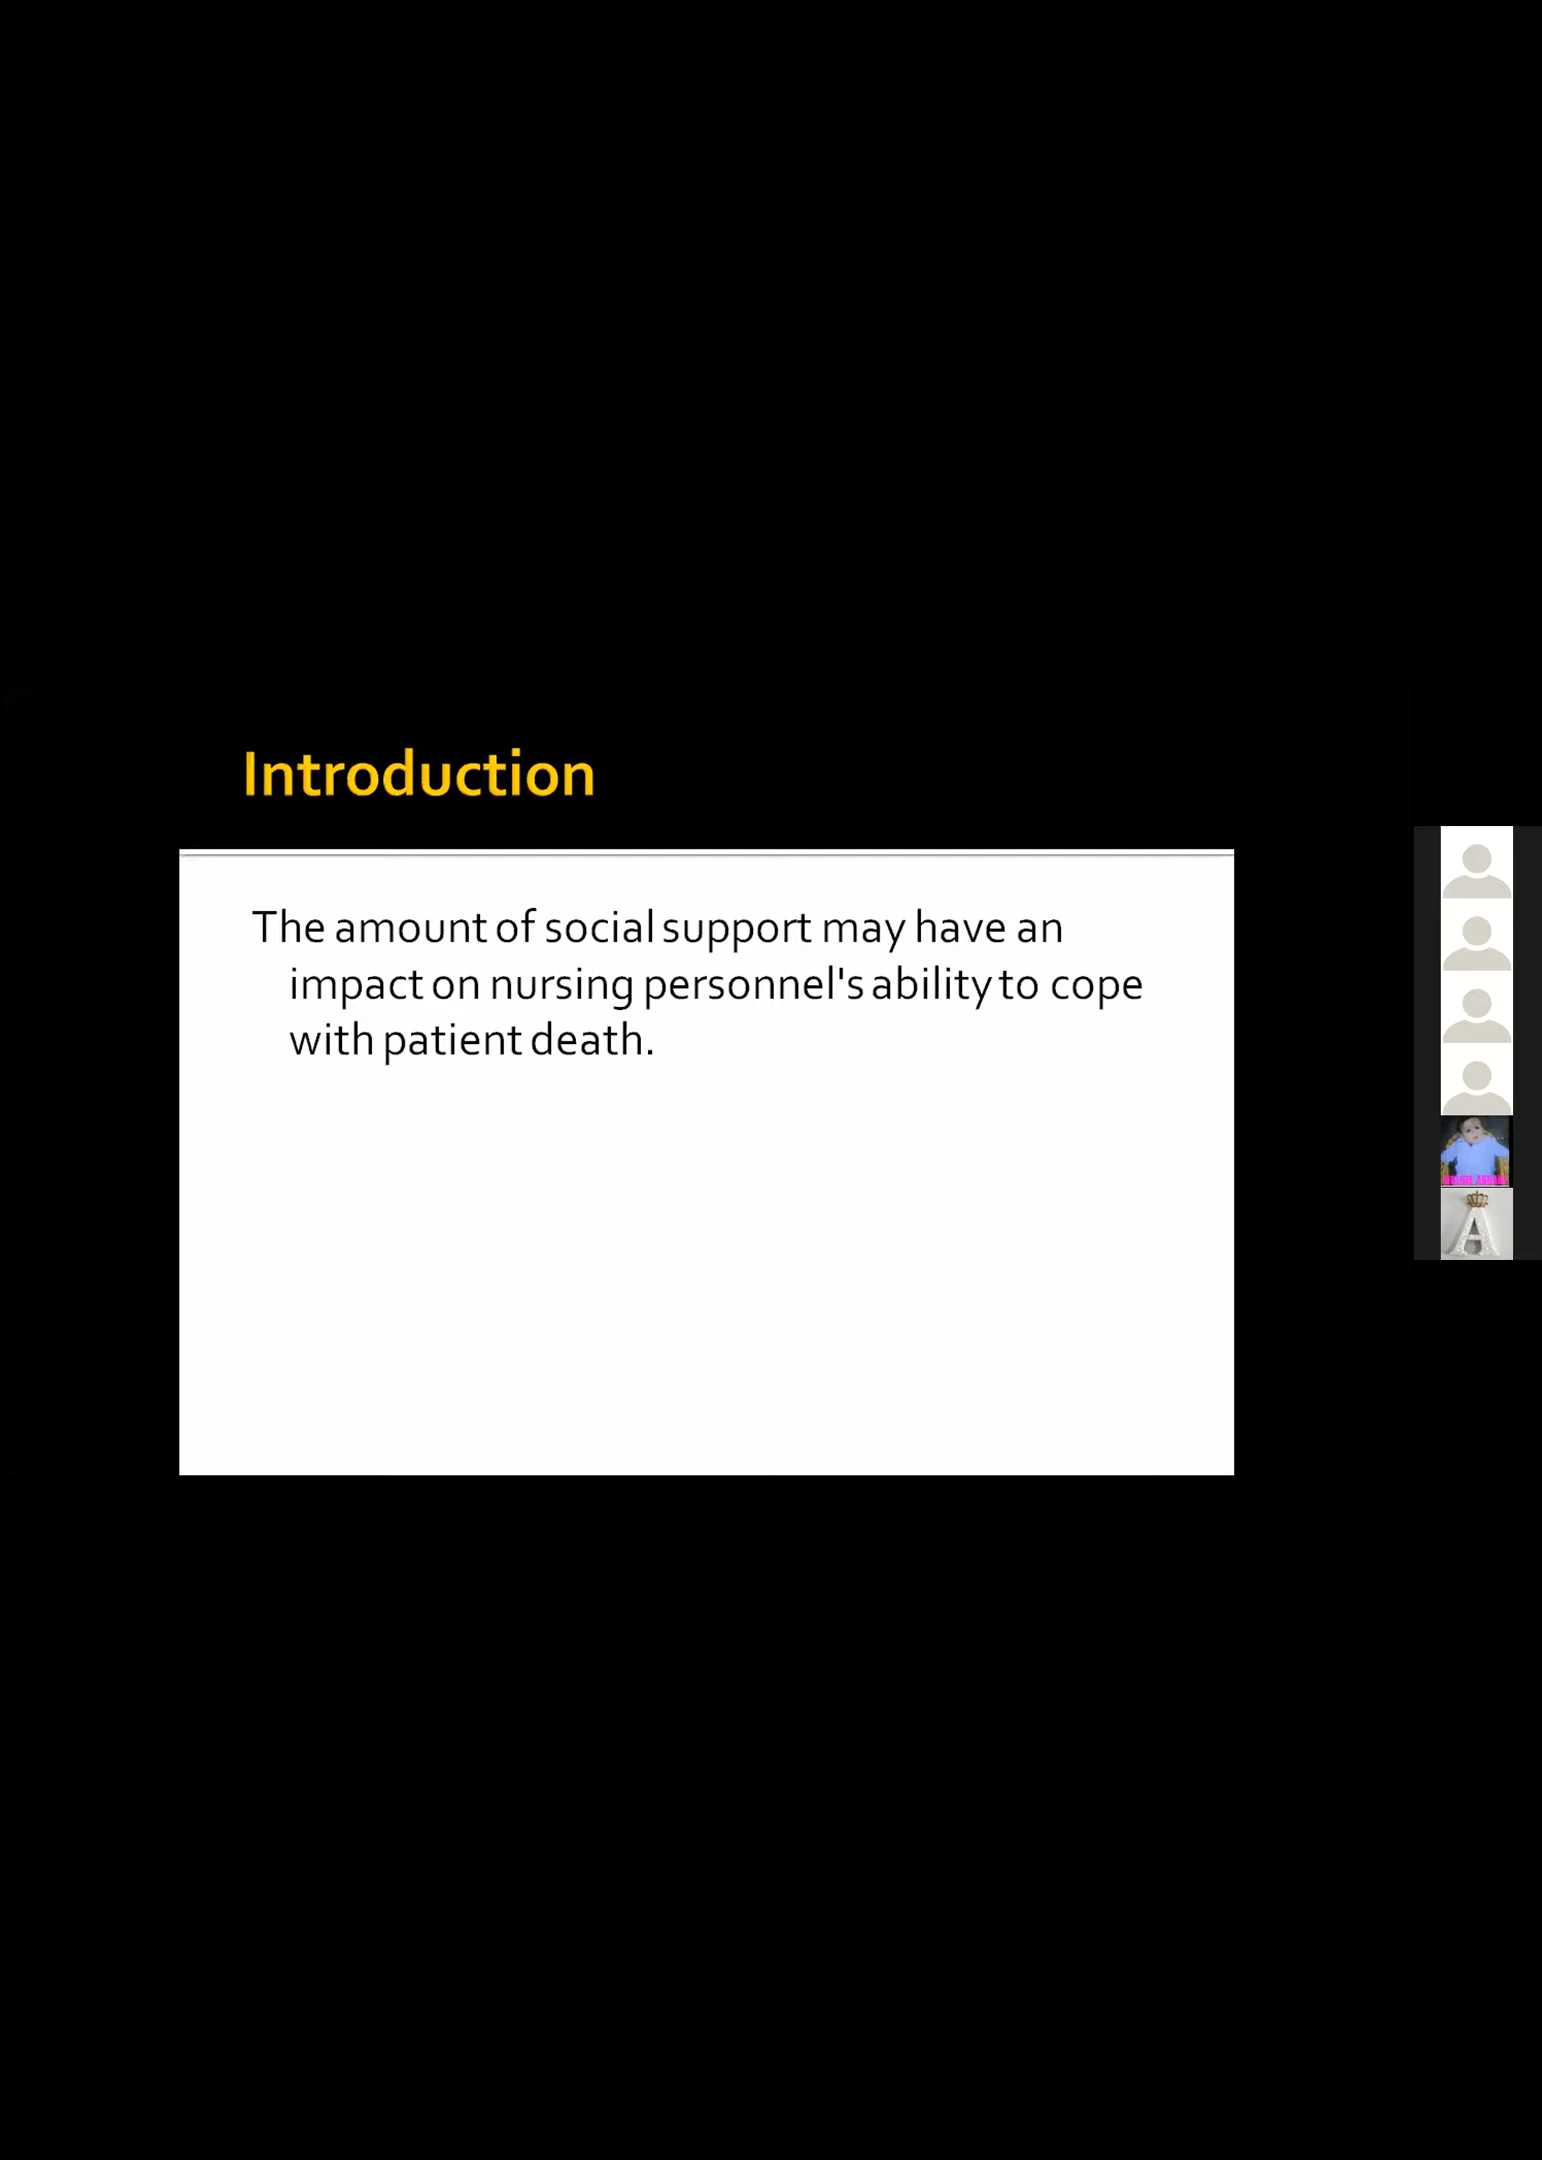 Introduction
The amount of social support may have an
impact on nursing personnel's ability to cope
with patient death.
A